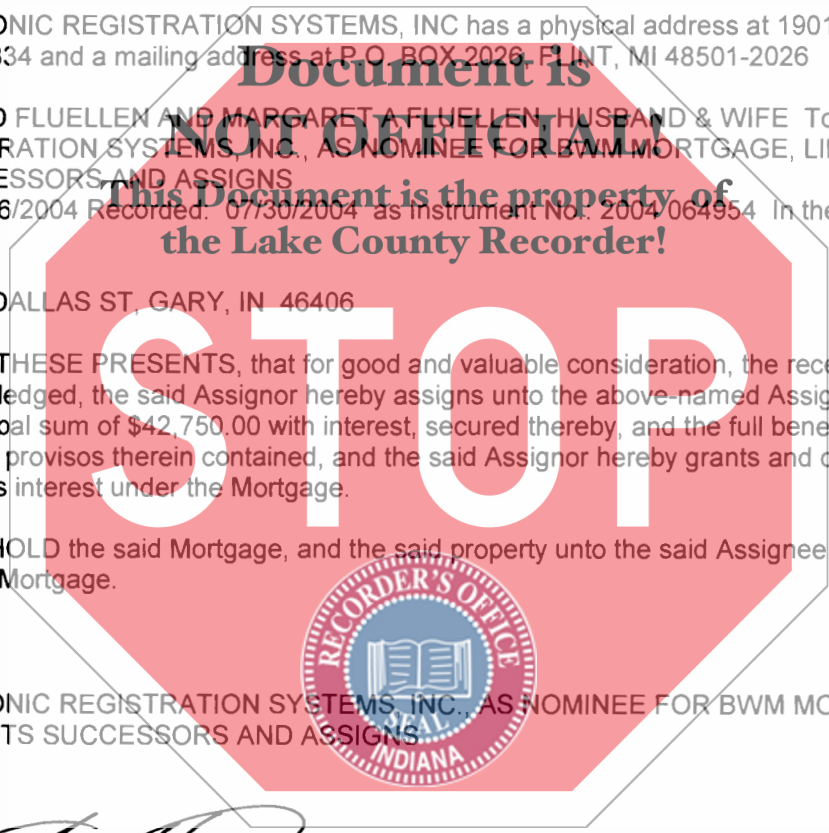 ONIC REGISTRATION SYSTEMS, INC has a physical address at 1901
334 and a mailing address at P.O. BOX 2026, FLINT, MI 48501-2026
Document is
NOT OFFICIAL!
This Document is the property of
the Lake County Recorder!
FLUELLEN AND MARGARET A FLUELLEN, HUSBAND & WIFE To
RATION SYSTEMS, INC., AS NOMINEE FOR BWM MORTGAGE, LI
ESSORS AND ASSIGNS
6/2004 Recorded: 07/30/2004 as Instrument No.: 2004 064954 In the
DALLAS ST, GARY, IN 46406
STOP
THESE PRESENTS, that for good and valuable consideration, the rece
ledged, the said Assignor hereby assigns unto the above-named Assig
pal sum of $42,750.00 with interest, secured thereby, and the full bene
provisos therein contained, and the said Assignor hereby grants and c
s interest under the Mortgage.
HOLD the said Mortgage, and the said property unto the said Assignee
Mortgage.
RECORDER'S OFFICE
SEAL
INDIANA
ONIC REGISTRATION SYSTEMS, INC., AS NOMINEE FOR BWM MO
TS SUCCESSORS AND ASSIGNS